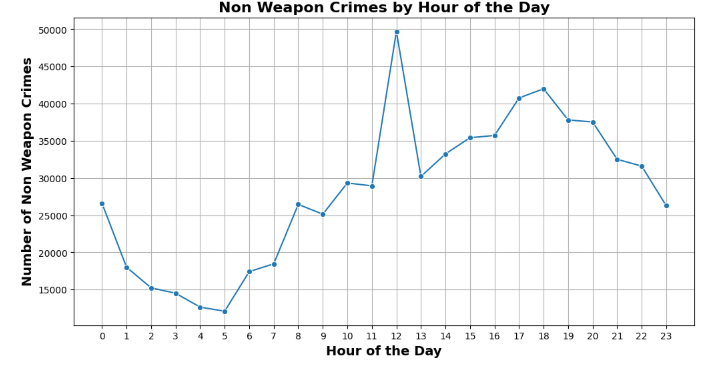 Non Weapon Crimes by Hour of the Day
Number of Non Weapon Crimes
50000
45000
40000
35000
30000
25000
20000
15000
0 1 2 3 4 5 6 7 8 9 10 11 12 13 14 15 16 17 18 19 20 21 22 23
Hour of the Day